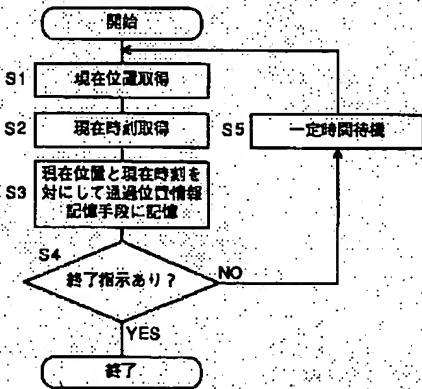 開始
S1 現在位置取得
S2 現在時刻取得
S5 一定時間待機
現在位置と現在時刻を
S3 対にして通過位置情報
記憶手段に記憶
S4
終了指示あり?
NO
YES
終了